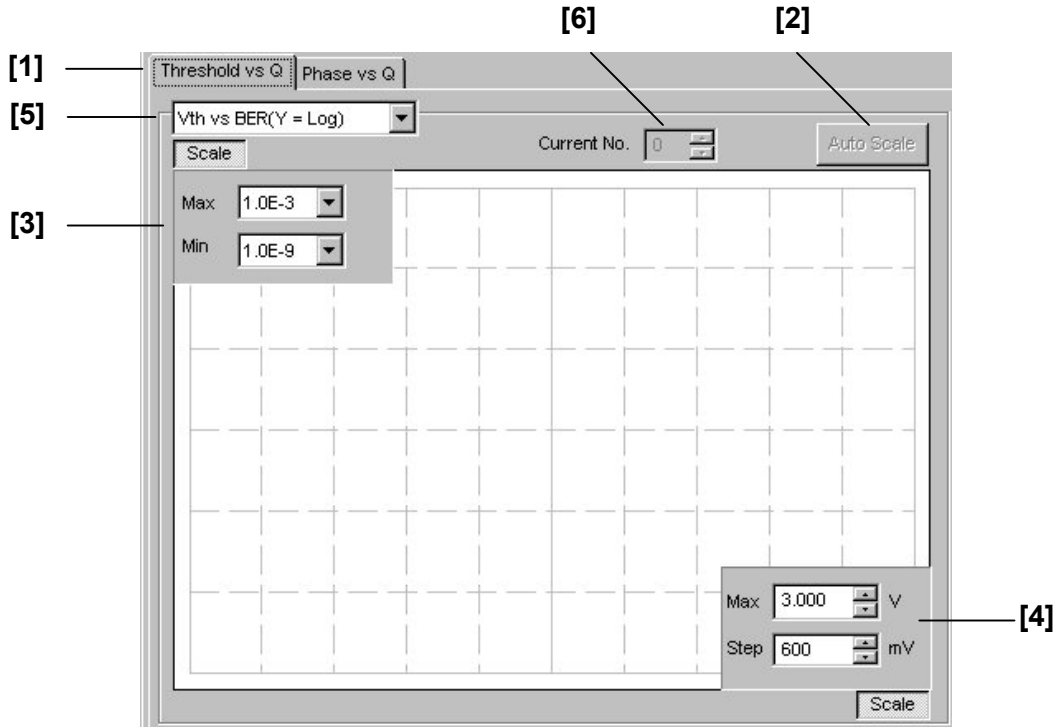 [6] [2]
[1] Threshold vs Q Phase vs Q
[5] Vth vs BER(Y = Log)
Current No. 0 Auto Scale
Scale
Max 1.0E-3
[3]
Min 1.0E-9
Max 3.000 V
[4]
Step 600 mV
Scale